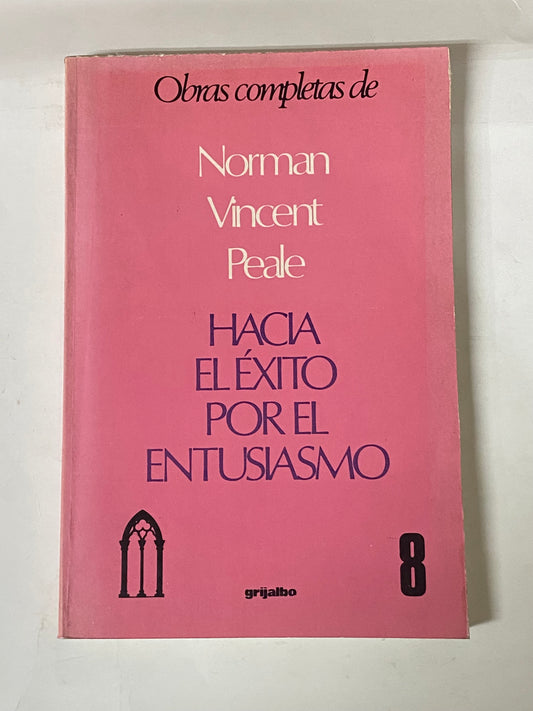 Obras completas de
Norman
Vincent
Peale
HACIA
EL ÉXITO
POR EL
ENTUSIASMO
8
grijalbo